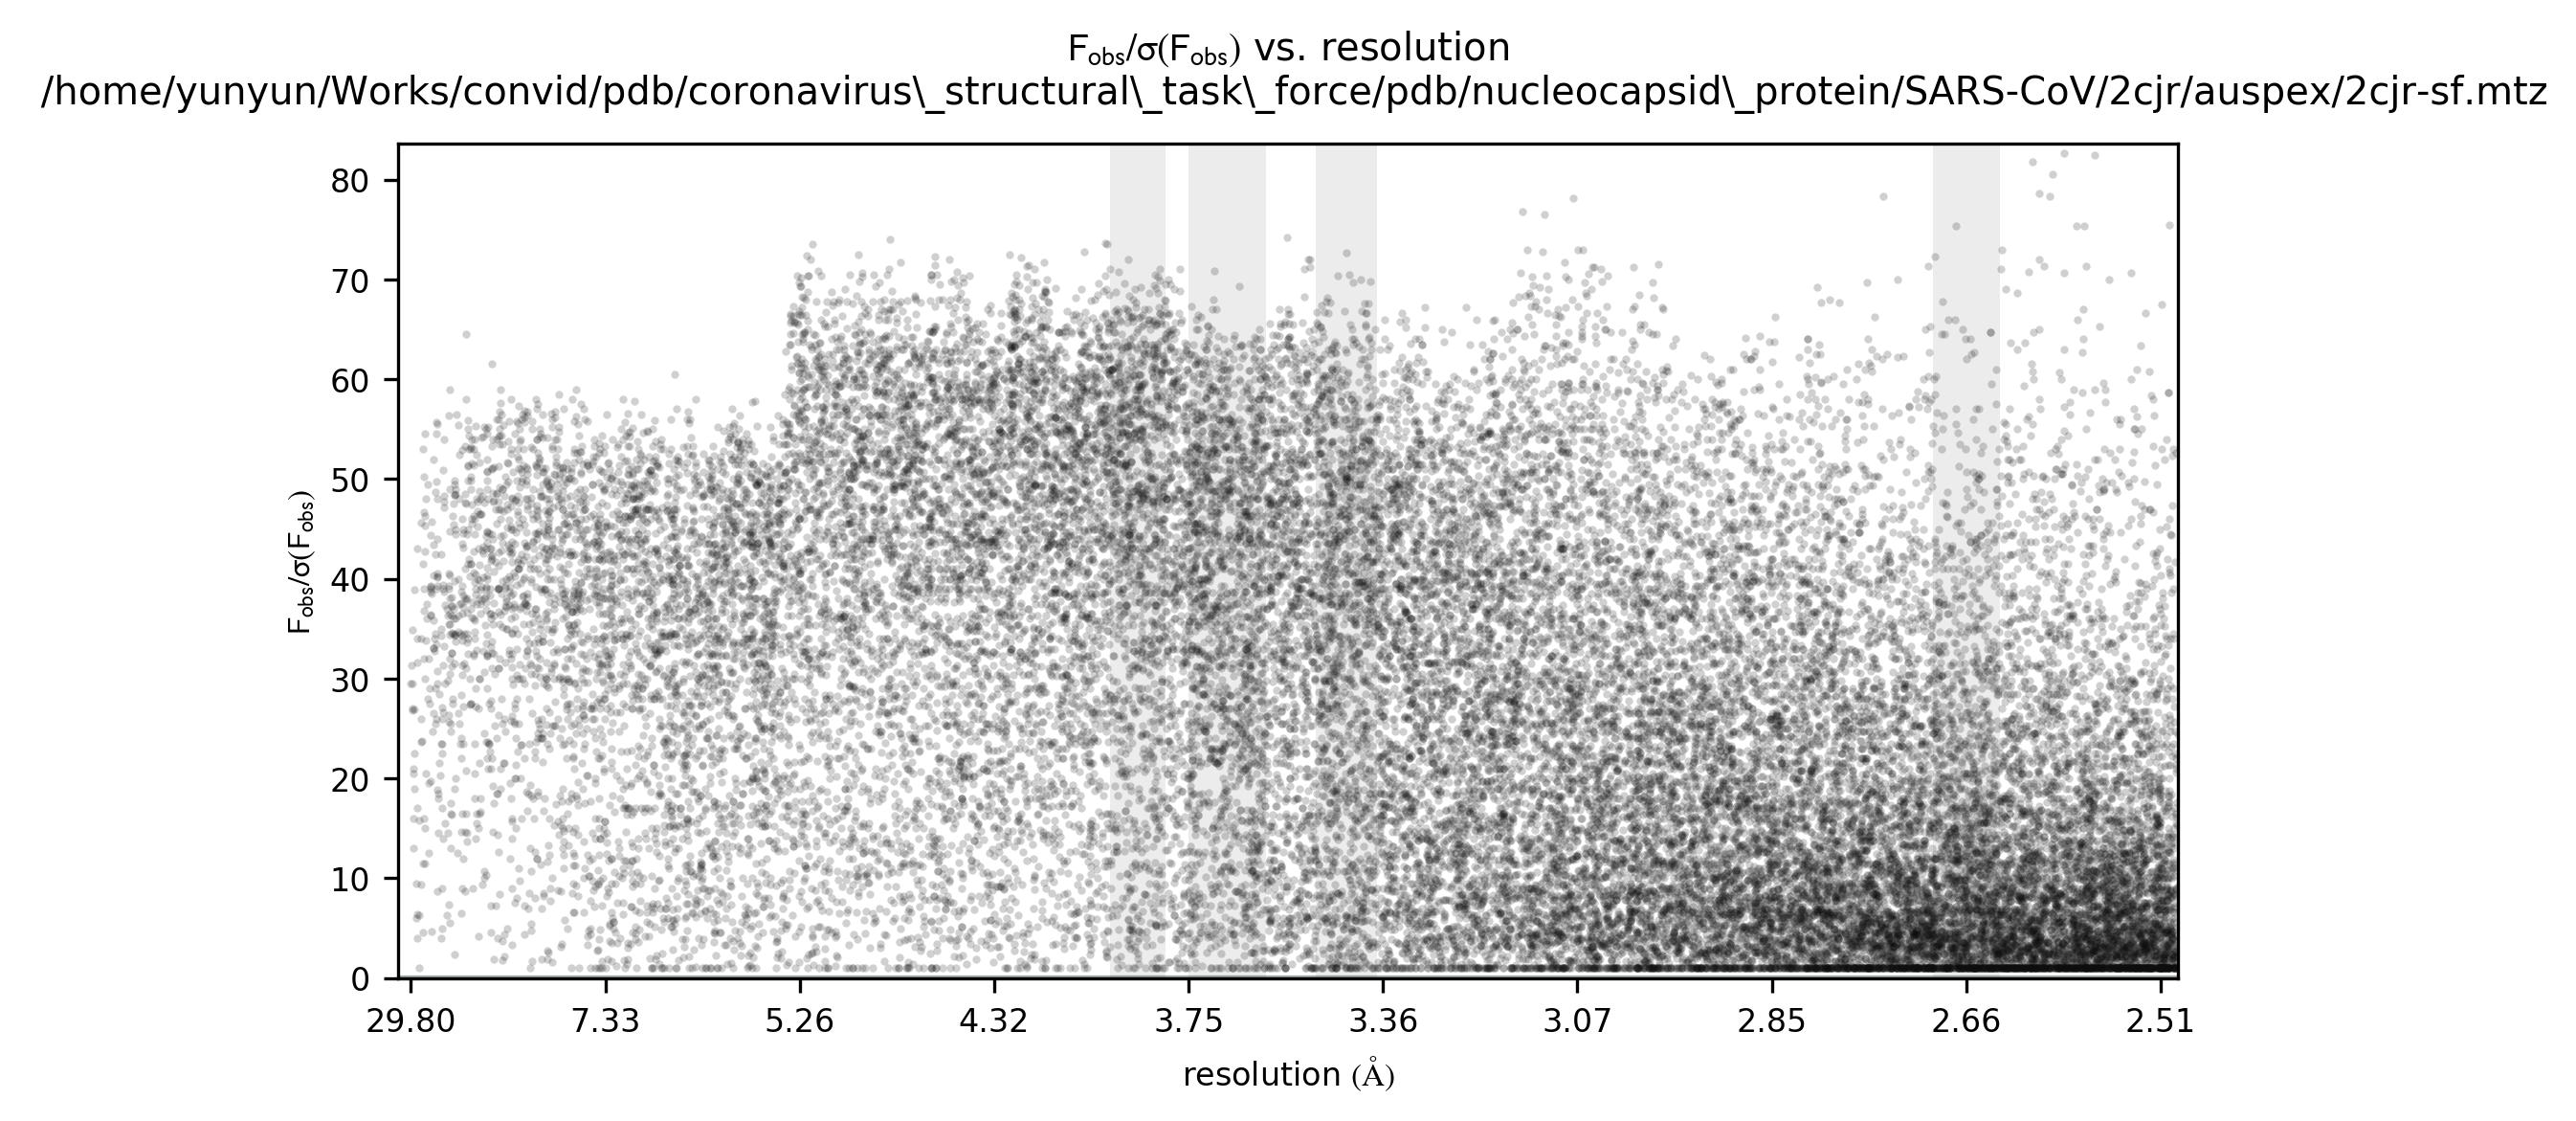 Fobs/σ(Fobs) vs. resolution
/home/yunyun/Works/convid/pdb/coronavirus\_structural\_task\_force/pdb/nucleocapsid\_protein/SARS-CoV/2cjr/auspex/2cjr-sf.mtz
Fobs/σ(Fobs)
80
70
60
50
40
30
20
10
0
29.80 7.33 5.26 4.32 3.75 3.36 3.07 2.85 2.66 2.51
resolution (Å)